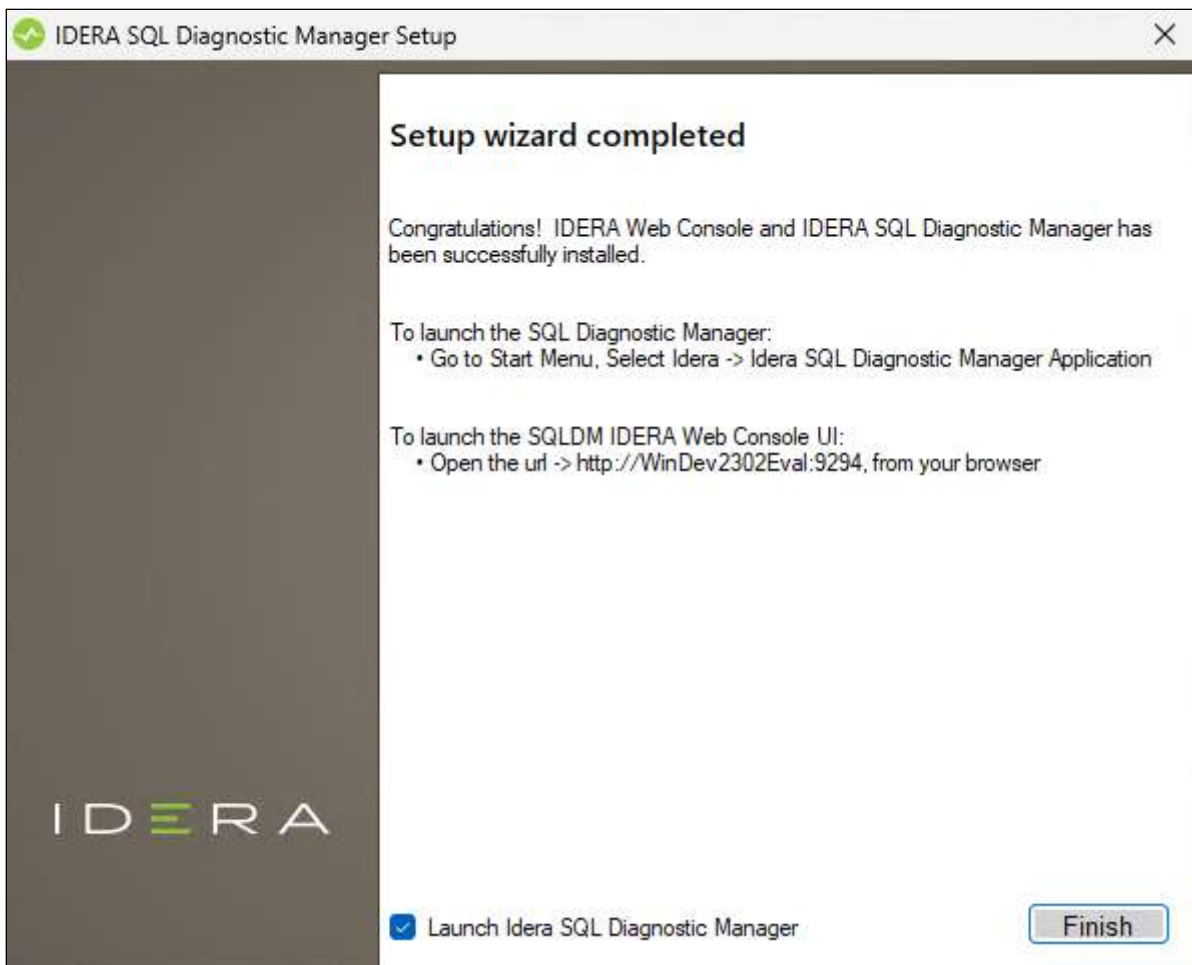 IDERA SQL Diagnostic Manager Setup
Setup wizard completed
Congratulations! IDERA Web Console and IDERA SQL Diagnostic Manager has
been successfully installed.
To launch the SQL Diagnostic Manager:
• Go to Start Menu, Select Idera -> Idera SQL Diagnostic Manager Application
To launch the SQLDM IDERA Web Console UI:
• Open the url -> http://WinDev2302Eval:9294, from your browser
IDERA
Launch Idera SQL Diagnostic Manager
Finish